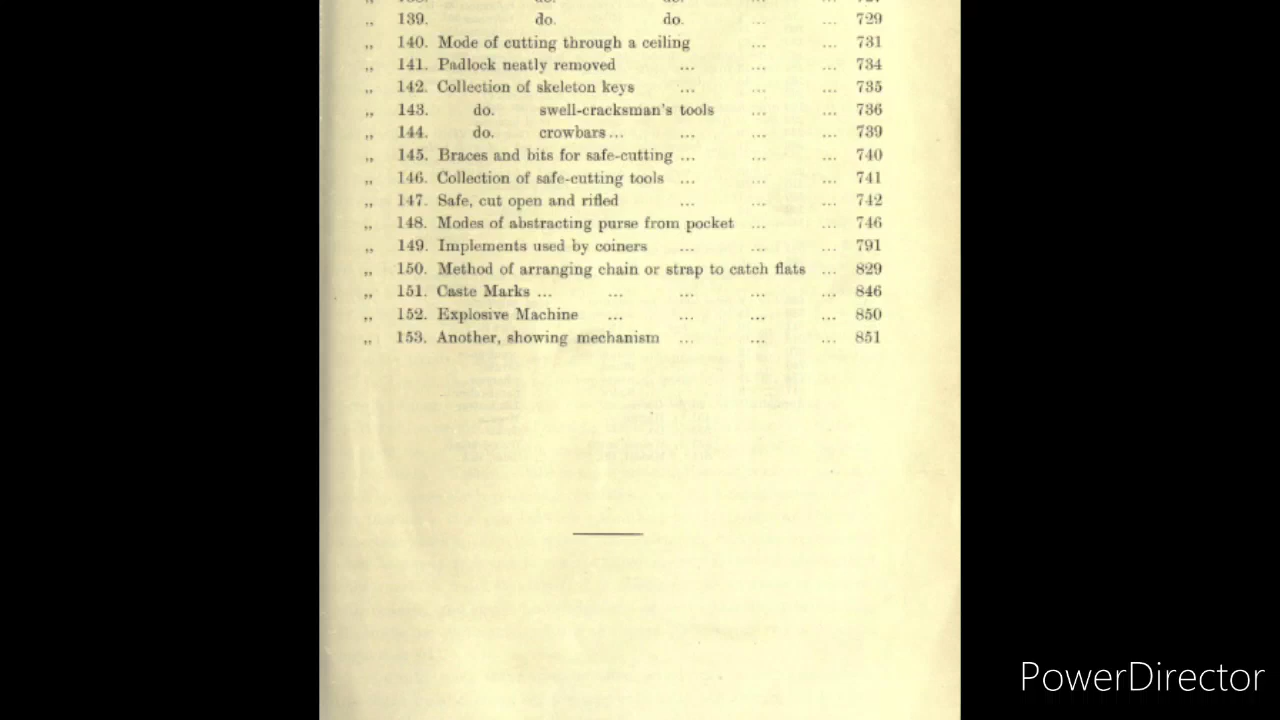 139. do. do. ... 729
„ 140. Mode of cutting through a ceiling ... ... 731
„ 141. Padlock neatly removed ... ... ... 734
„ 142. Collection of skeleton keys ... ... ... 735
„ 143. do. swell-cracksman's tools ... ... 736
„ 144. do. crowbars... ... ... ... 739
„ 145. Braces and bits for safe-cutting ... ... ... 740
„ 146. Collection of safe-cutting tools ... ... ... 741
„ 147. Safe, cut open and rifled ... ... ... 742
„ 148. Modes of abstracting purse from pocket ... ... 746
„ 149. Implements used by coiners ... ... ... 791
„ 150. Method of arranging chain or strap to catch flats ... 829
„ 151. Caste Marks ... ... ... ... ... 846
„ 152. Explosive Machine ... ... ... ... 850
„ 153. Another, showing mechanism ... ... ... 851
PowerDirector